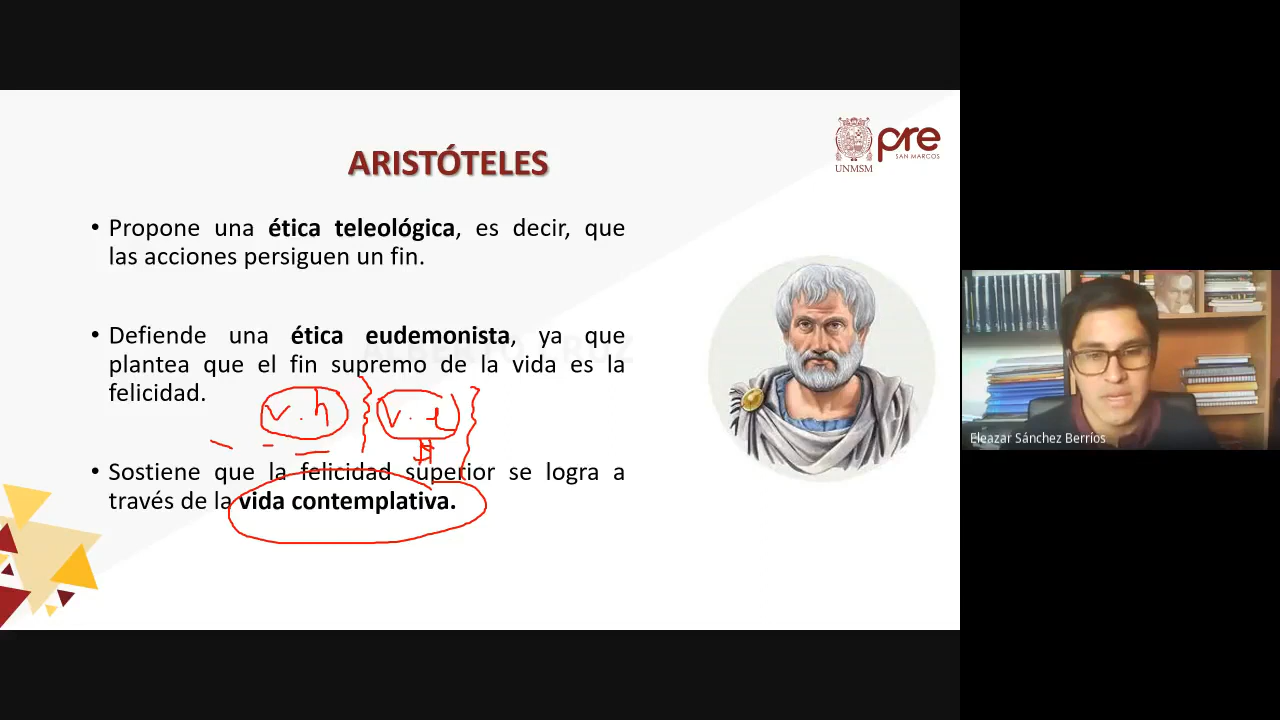 ARISTÓTELES
pre
SAN MARCOS
UNMSM
• Propone una ética teleológica, es decir, que
las acciones persiguen un fin.
• Defiende una ética eudemonista, ya que
plantea que el fin supremo de la vida es la
felicidad.
v.h
• Sostiene que la felicidad superior se logra a
través de la vida contemplativa.
Eleazar Sánchez Berríos